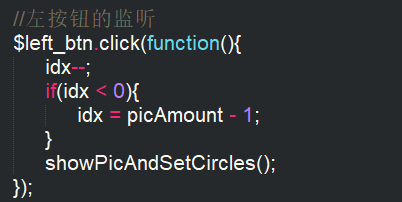 //左按钮的监听
$left_btn.click(function(){
    idx--;
    if(idx < 0){
        idx = picAmount - 1;
    }
    showPicAndSetCircles();
});